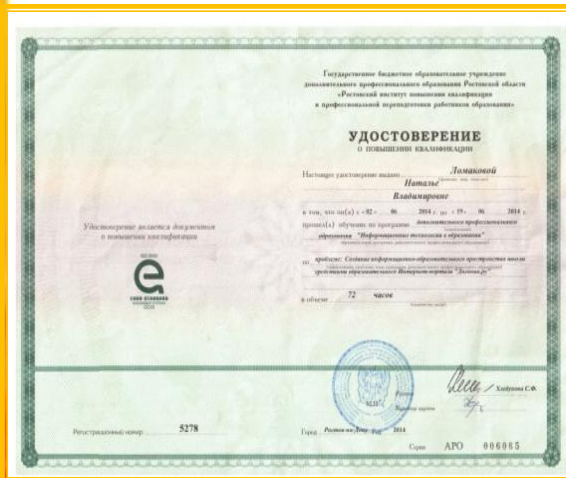 Удостоверение является документом
о повышении квалификации
Регистрационный номер 5278
Государственное бюджетное образовательное учреждение
дополнительного профессионального образования Ростовской области
«Ростовский институт повышения квалификации
и профессиональной переподготовки работников образования»
УДОСТОВЕРЕНИЕ
О ПОВЫШЕНИИ КВАЛИФИКАЦИИ
Настоящее удостоверение выдано Ломаковой
Наталье
Владимировне
в том, что он(а) с «02» 06 2014 г. по «19» 06 2014 г.
прошел(а) обучение по программе дополнительного профессионального
образования "Информационные технологии в образовании"
по проблеме: Создание информационно-образовательного пространства школы
средствами образовательного Интернет-портала "Дневник.ру"
в объеме 72 часов
М.П.
Хлебунова С.Ф.
Город Ростов-на-Дону Год 2014
Серия АРО 006065